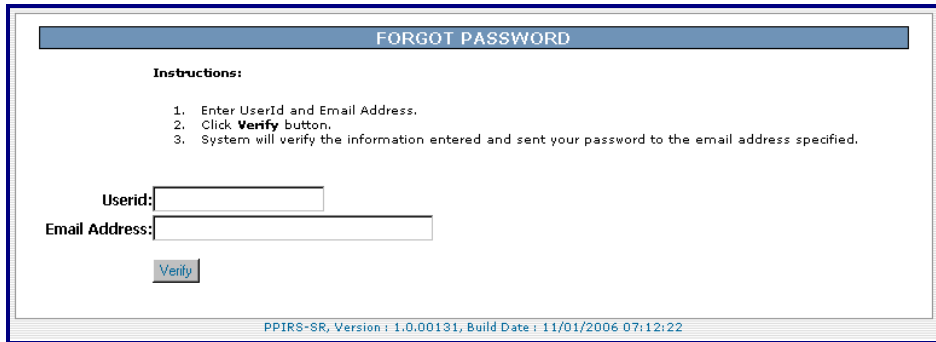 FORGOT PASSWORD
Instructions:
1. Enter UserId and Email Address.
2. Click Verify button.
3. System will verify the information entered and sent your password to the email address specified.
Userid:
Email Address:
Verify
PPIRS-SR, Version : 1.0.00131, Build Date : 11/01/2006 07:12:22